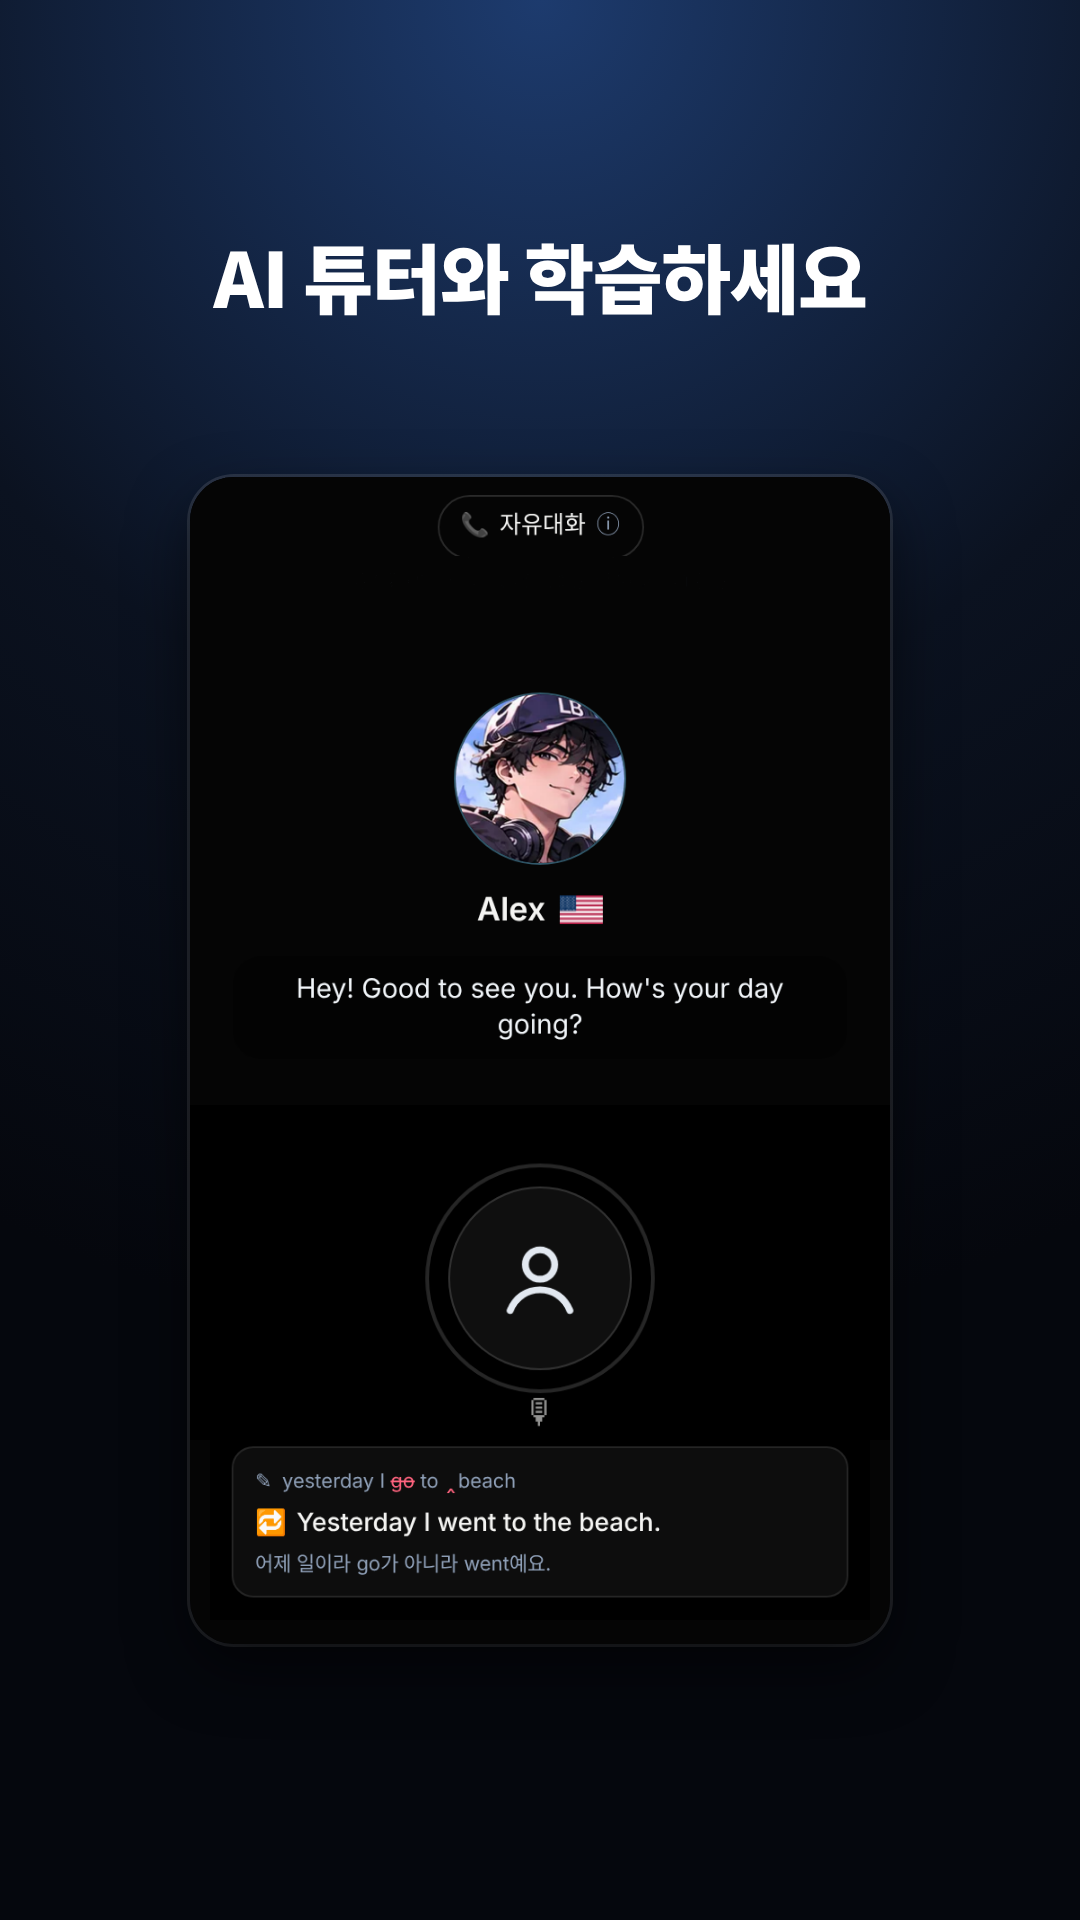 AI 튜터와 학습하세요
📞 자유대화 ⓘ
LB
Alex 🇺🇸
Hey! Good to see you. How's your day
going?
✎ yesterday I go to ‸beach
🔁 Yesterday I went to the beach.
어제 일이라 go가 아니라 went예요.